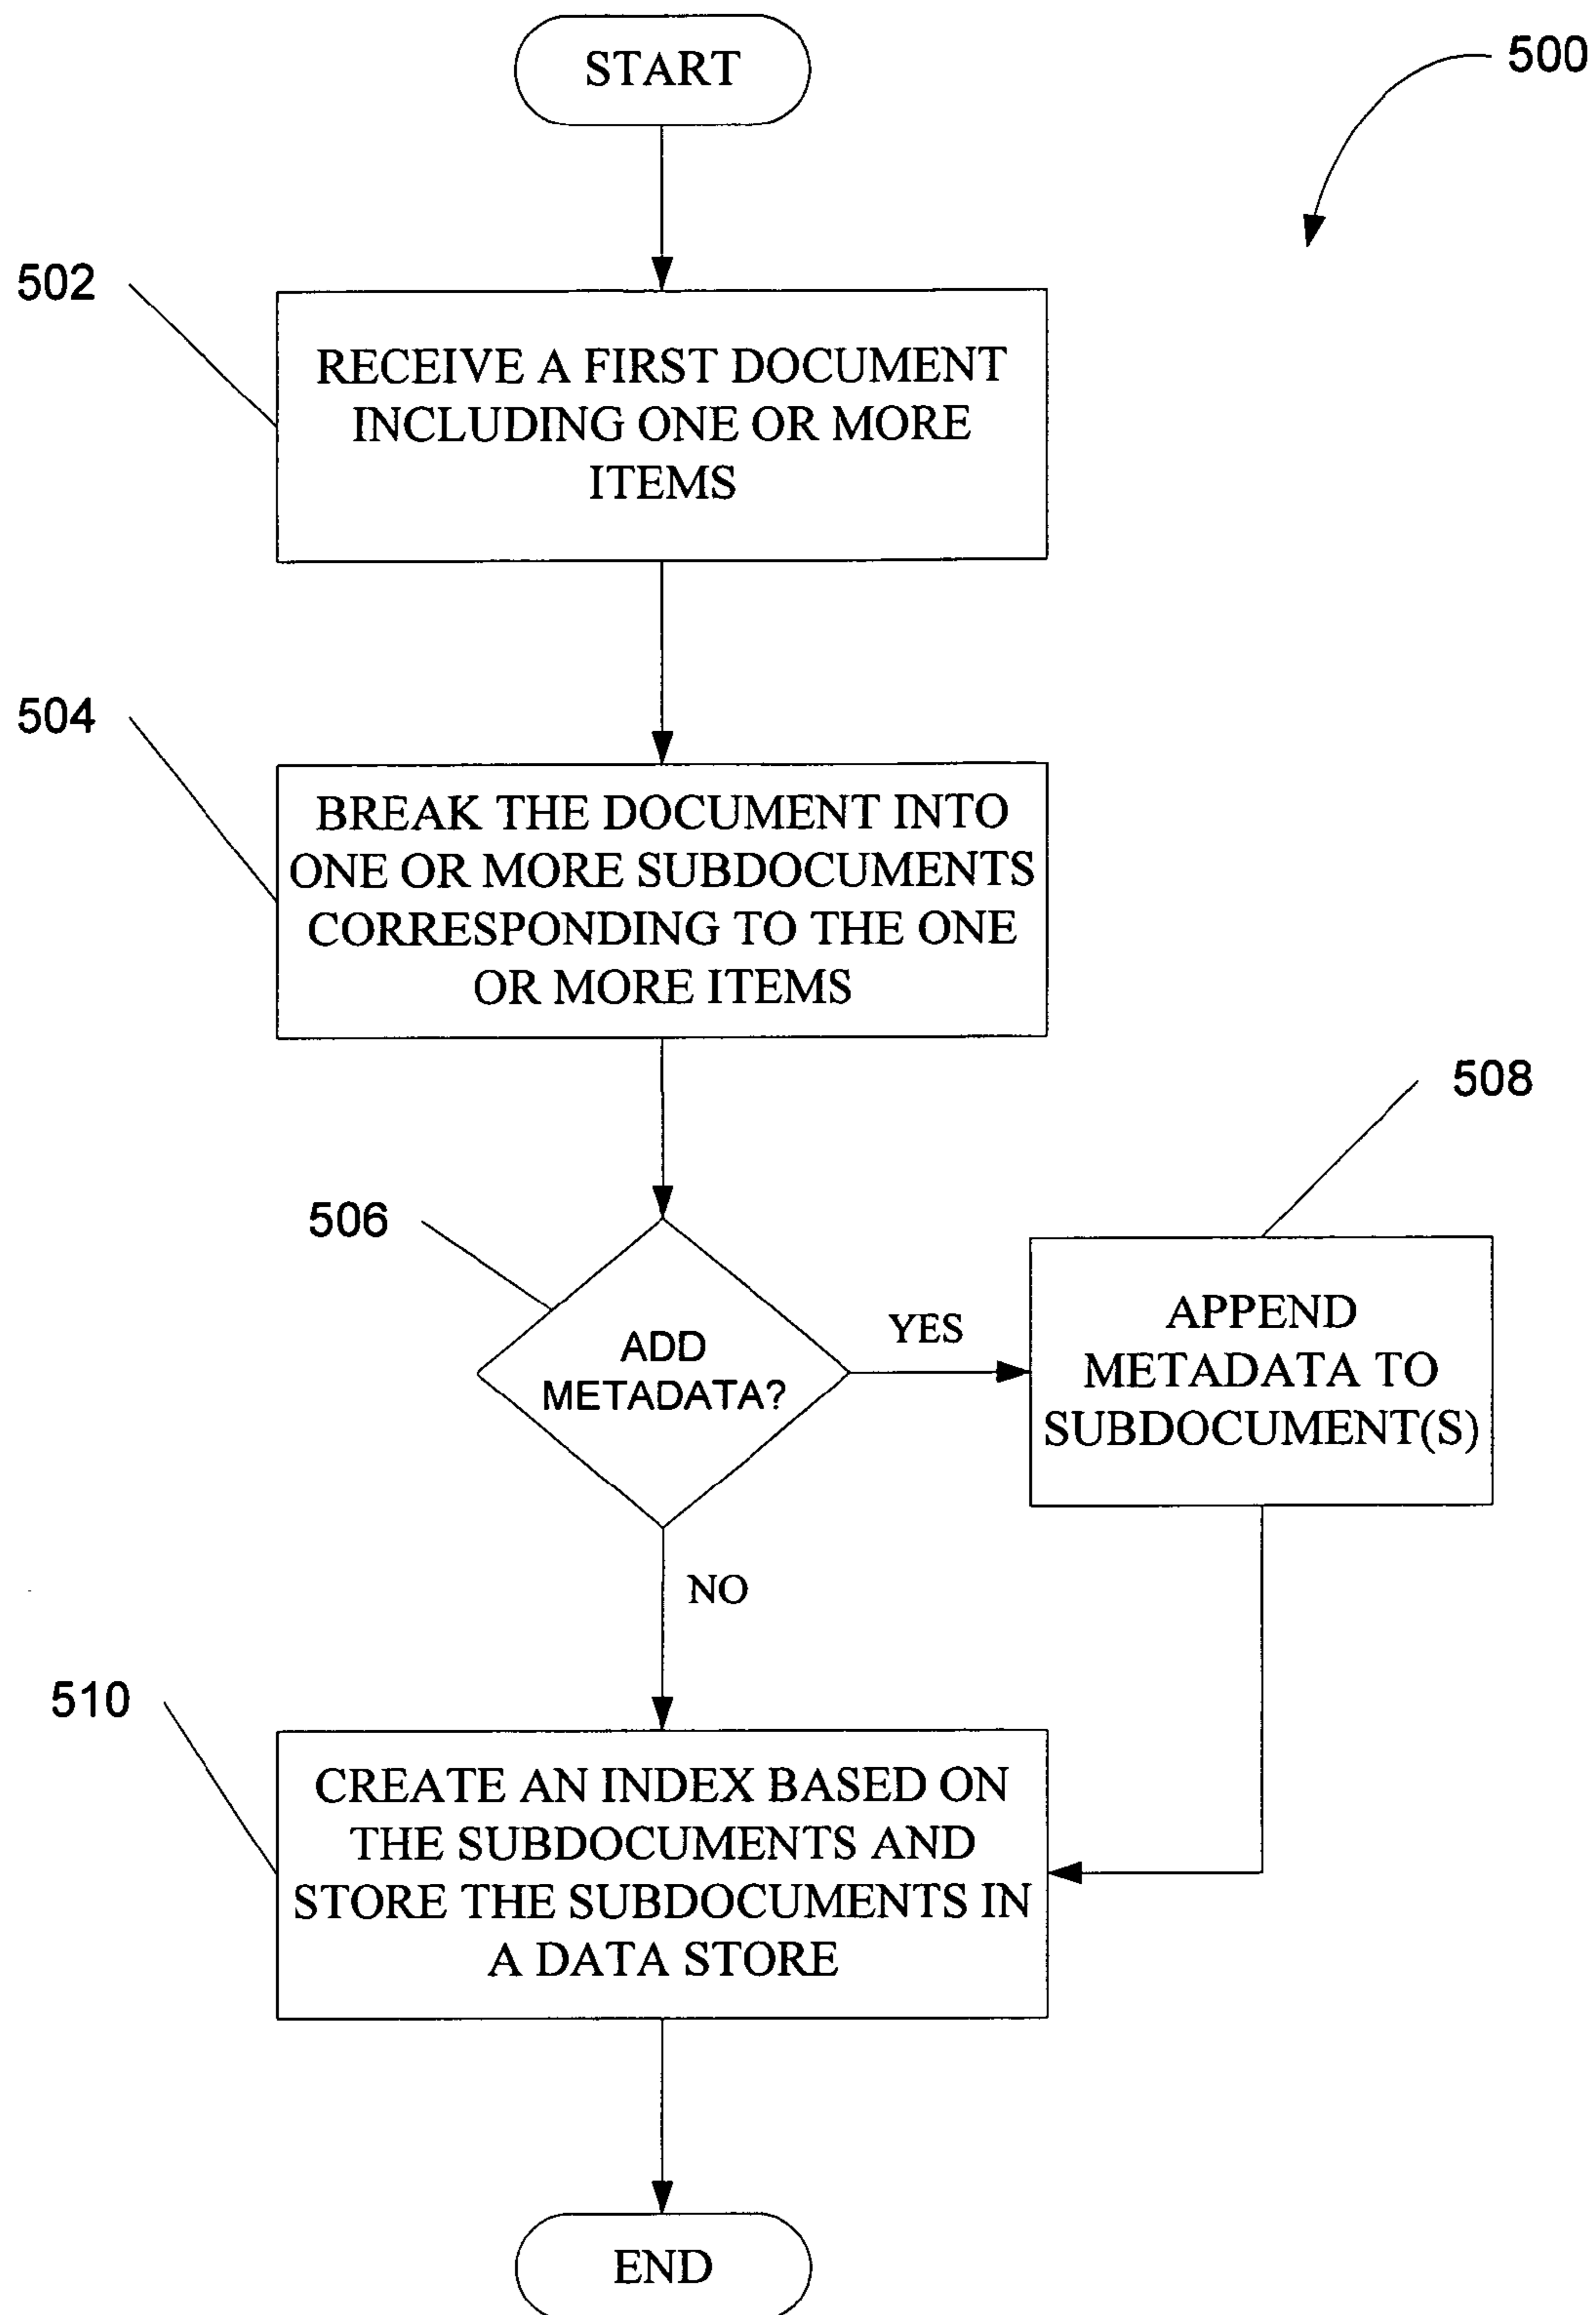 START
500
502
RECEIVE A FIRST DOCUMENT
INCLUDING ONE OR MORE
ITEMS
504
BREAK THE DOCUMENT INTO
ONE OR MORE SUBDOCUMENTS
CORRESPONDING TO THE ONE
OR MORE ITEMS
506
ADD
METADATA?
YES
508
APPEND
METADATA TO
SUBDOCUMENT(S)
NO
510
CREATE AN INDEX BASED ON
THE SUBDOCUMENTS AND
STORE THE SUBDOCUMENTS IN
A DATA STORE
END